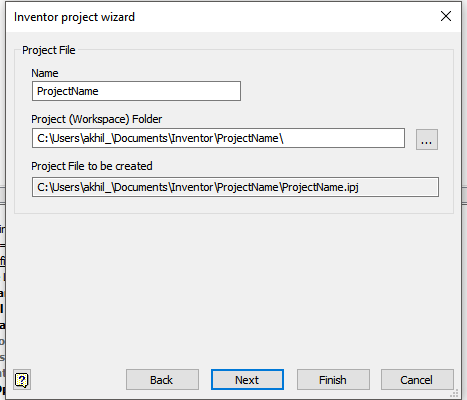 Inventor project wizard
Project File
Name
ProjectName
Project (Workspace) Folder
C:\Users\akhil_\Documents\Inventor\ProjectName\
...
Project File to be created
C:\Users\akhil_\Documents\Inventor\ProjectName\ProjectName.ipj
?
Back
Next
Finish
Cancel